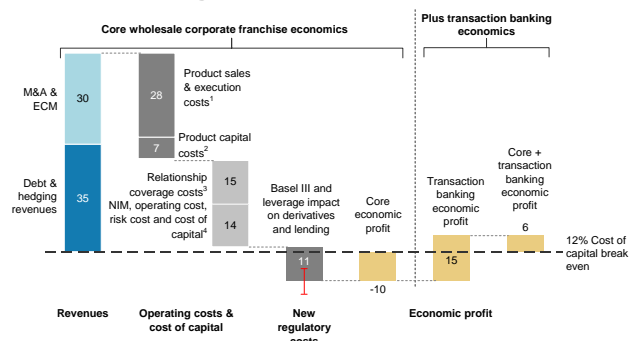 Core wholesale corporate franchise economics
Plus transaction banking
economics
M&A &
ECM
30
Debt &
hedging
revenues
35
28
7
Product sales
& execution
costs1
Product capital
costs2
Relationship
coverage costs3
NIM, operating cost,
risk cost and cost of
capital4
15
14
Basel III and
leverage impact
on derivatives
and lending
11
Core
economic
profit
-10
Transaction
banking
economic
profit
15
Core +
transaction
banking
economic
profit
6
12% Cost of
capital break
even
Revenues
Operating costs &
cost of capital
New
regulatory
costs
Economic profit